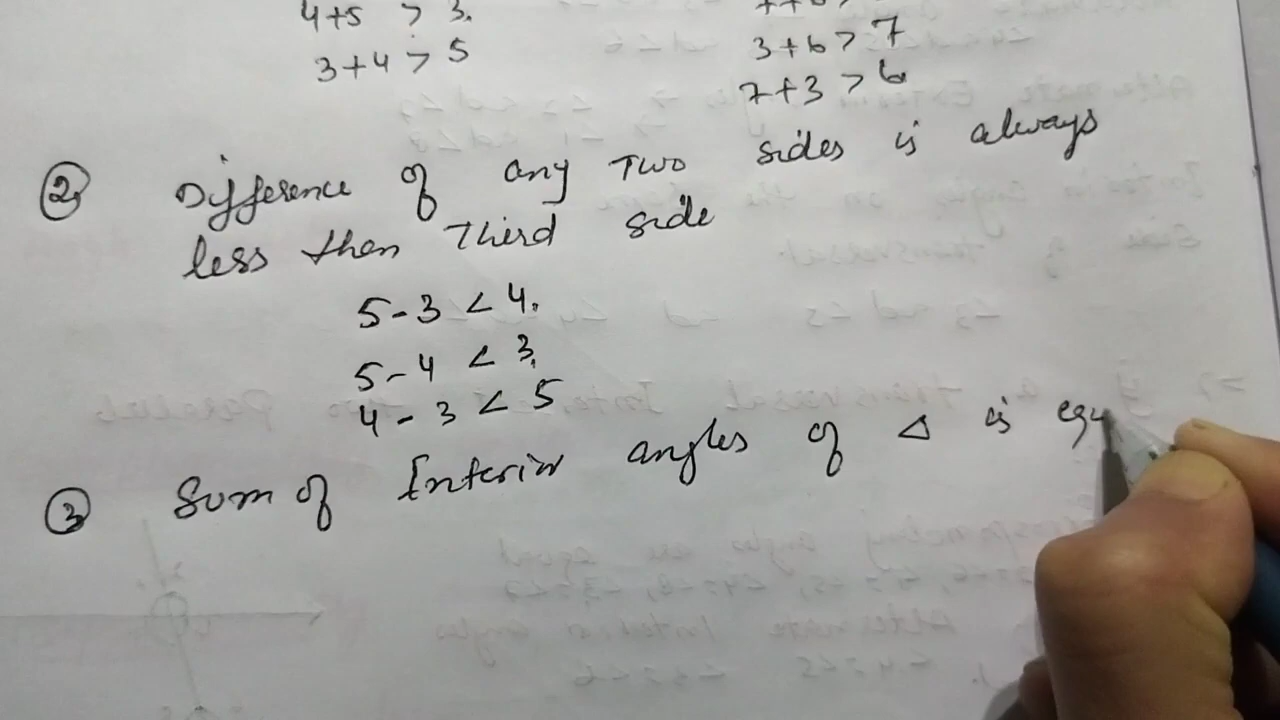 4+5 > 3.
3+4 > 5
3+6 > 7
7+3 > 6
② Difference of any Two sides is always
less than Third side
5-3 < 4.
5-4 < 3.
4-3 < 5
③ Sum of Interior angles of Δ is equ